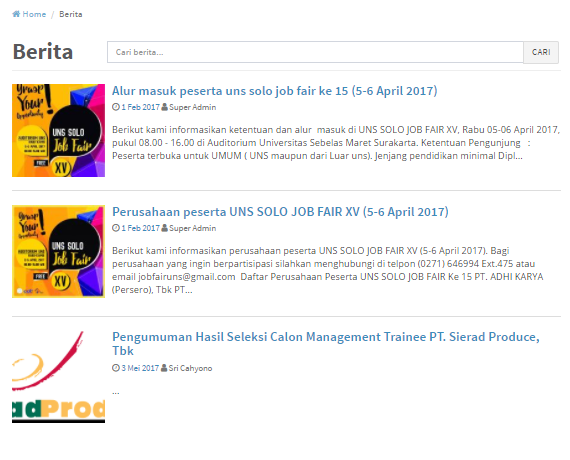 Home / Berita
Berita
Cari berita...
CARI
Grasp
Your!
Opportunity
UNS SOLO
Job Fair
XV
FREE
Alur masuk peserta uns solo job fair ke 15 (5-6 April 2017)
1 Feb 2017 Super Admin
Berikut kami informasikan ketentuan dan alur masuk di UNS SOLO JOB FAIR XV, Rabu 05-06 April 2017,
pukul 08.00 - 16.00 di Auditorium Universitas Sebelas Maret Surakarta. Ketentuan Pengunjung :
Peserta terbuka untuk UMUM ( UNS maupun dari Luar uns). Jenjang pendidikan minimal Dipl...
Grasp
Your!
Opportunity
UNS SOLO
Job Fair
XV
FREE
Perusahaan peserta UNS SOLO JOB FAIR XV (5-6 April 2017)
1 Feb 2017 Super Admin
Berikut kami informasikan perusahaan peserta UNS SOLO JOB FAIR XV (5-6 April 2017). Bagi
perusahaan yang ingin berpartisipasi silahkan menghubungi di telpon (0271) 646994 Ext.475 atau
email jobfairuns@gmail.com Daftar Perusahaan Peserta UNS SOLO JOB FAIR Ke 15 PT. ADHI KARYA
(Persero), Tbk PT...
adProd
Pengumuman Hasil Seleksi Calon Management Trainee PT. Sierad Produce,
Tbk
3 Mei 2017 Sri Cahyono
...